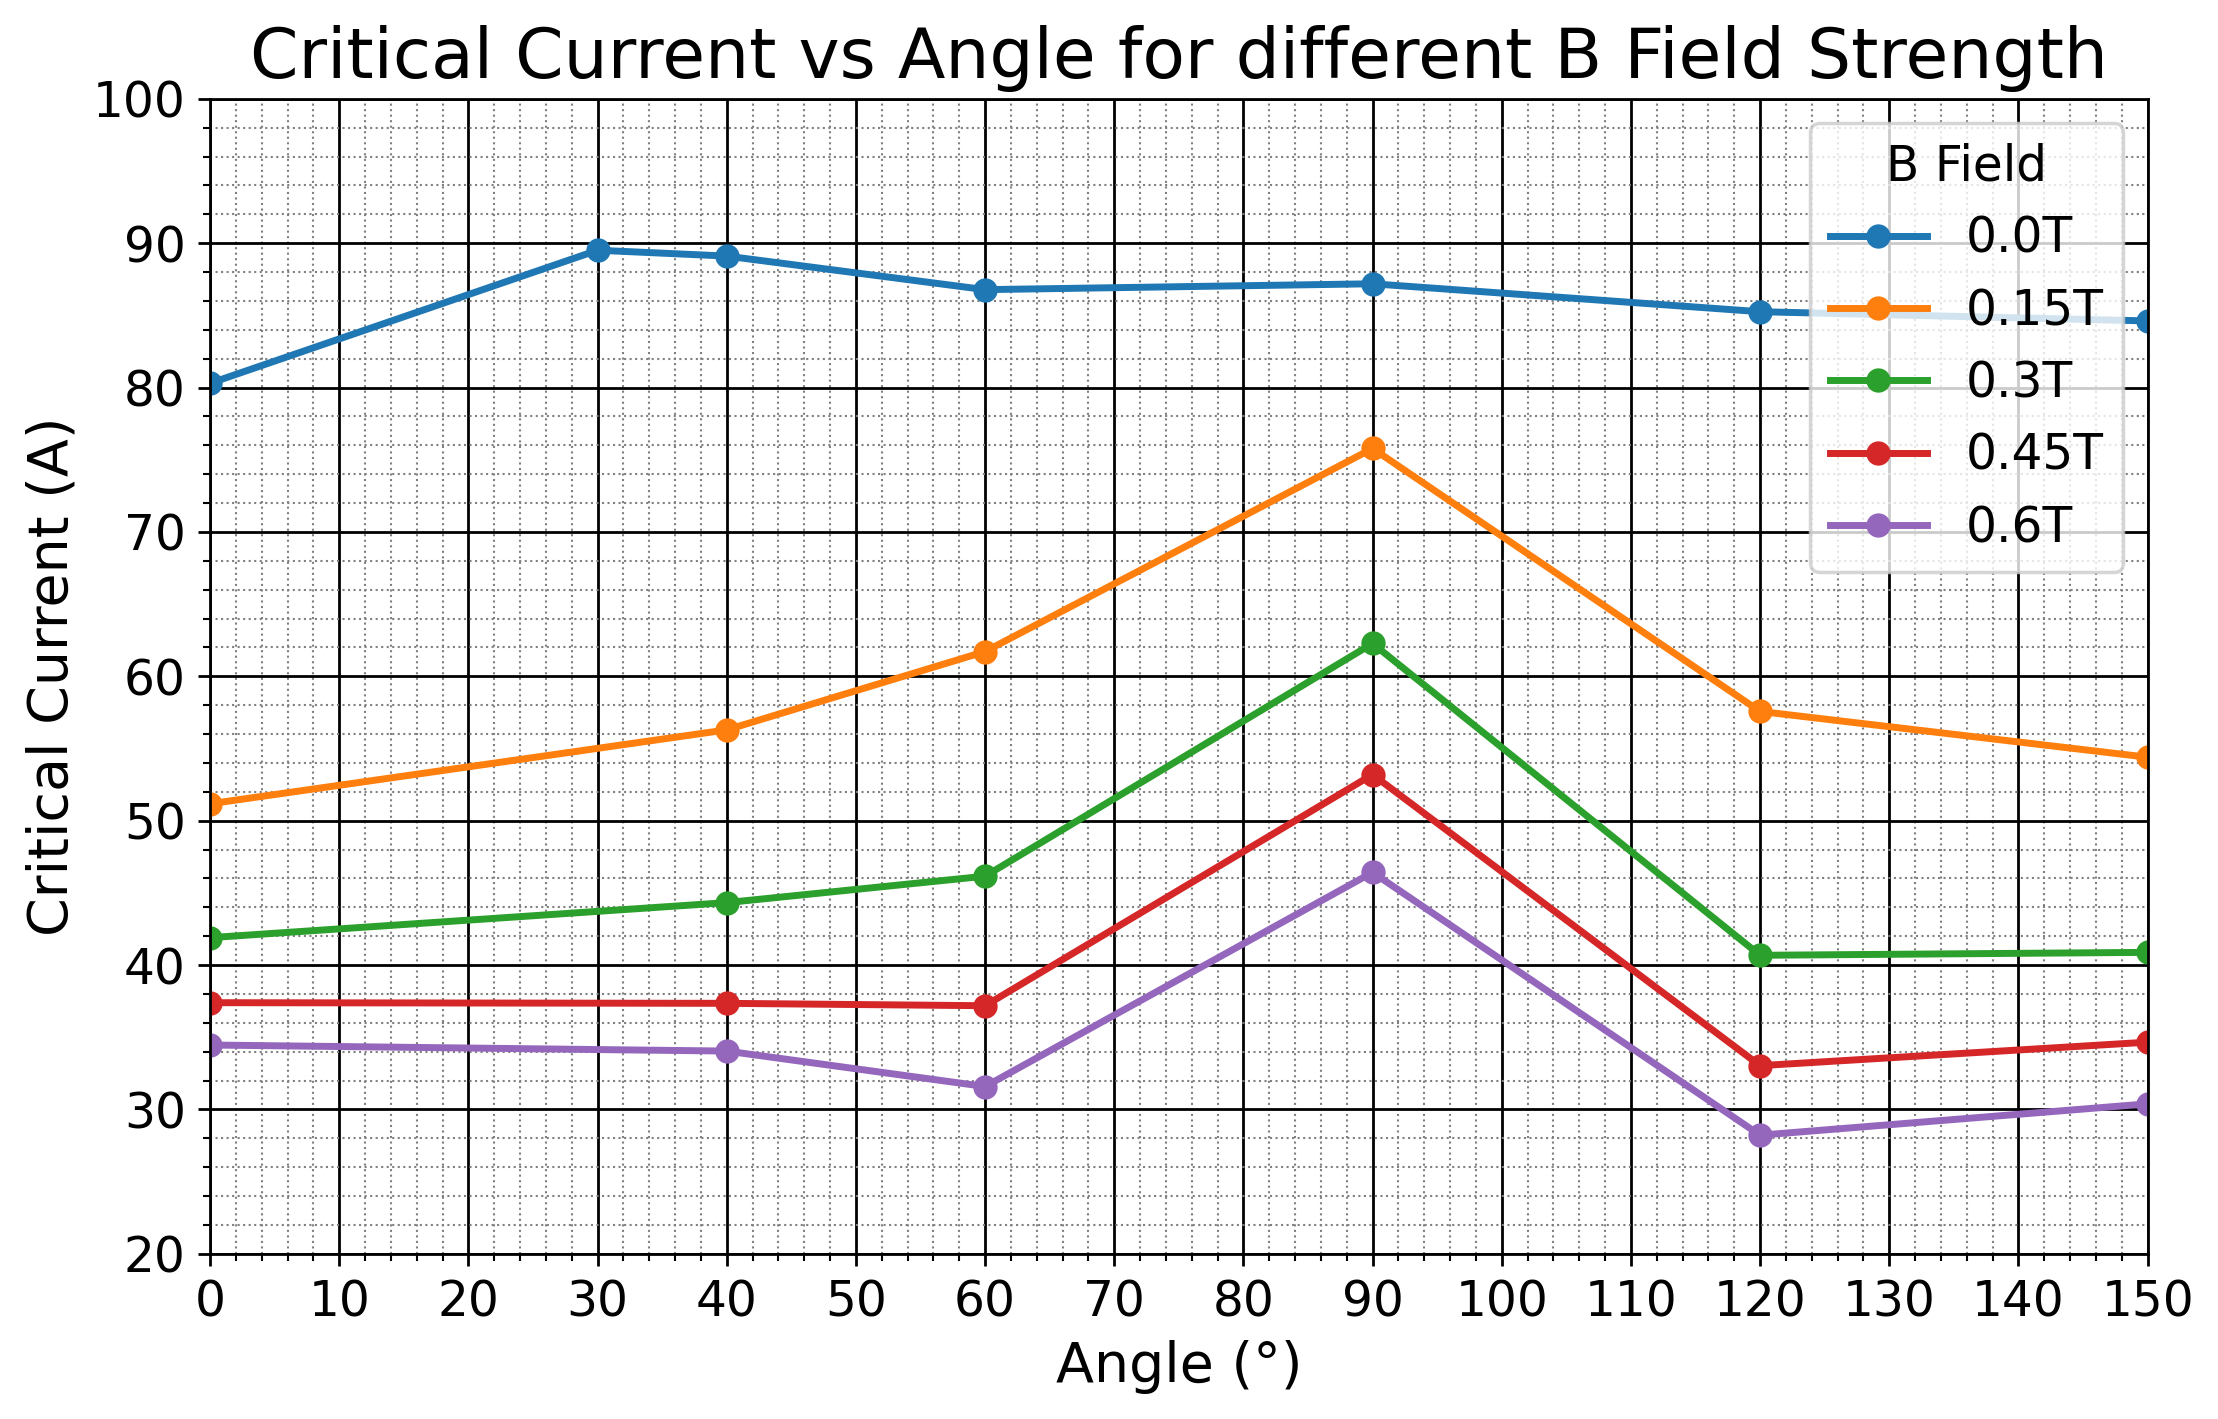 Critical Current vs Angle for different B Field Strength
Critical Current (A)
100
90
80
70
60
50
40
30
20
B Field
0.0T
0.15T
0.3T
0.45T
0.6T
0 10 20 30 40 50 60 70 80 90 100 110 120 130 140 150
Angle (°)